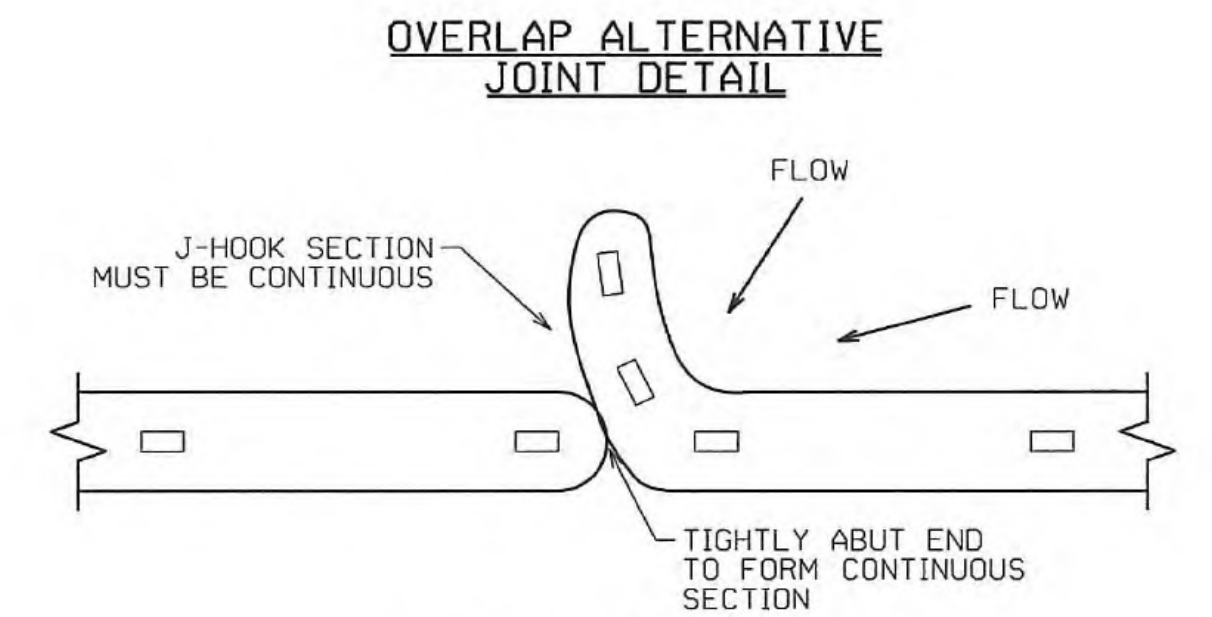 OVERLAP ALTERNATIVE
JOINT DETAIL
FLOW
J-HOOK SECTION
MUST BE CONTINUOUS
FLOW
TIGHTLY ABUT END
TO FORM CONTINUOUS
SECTION